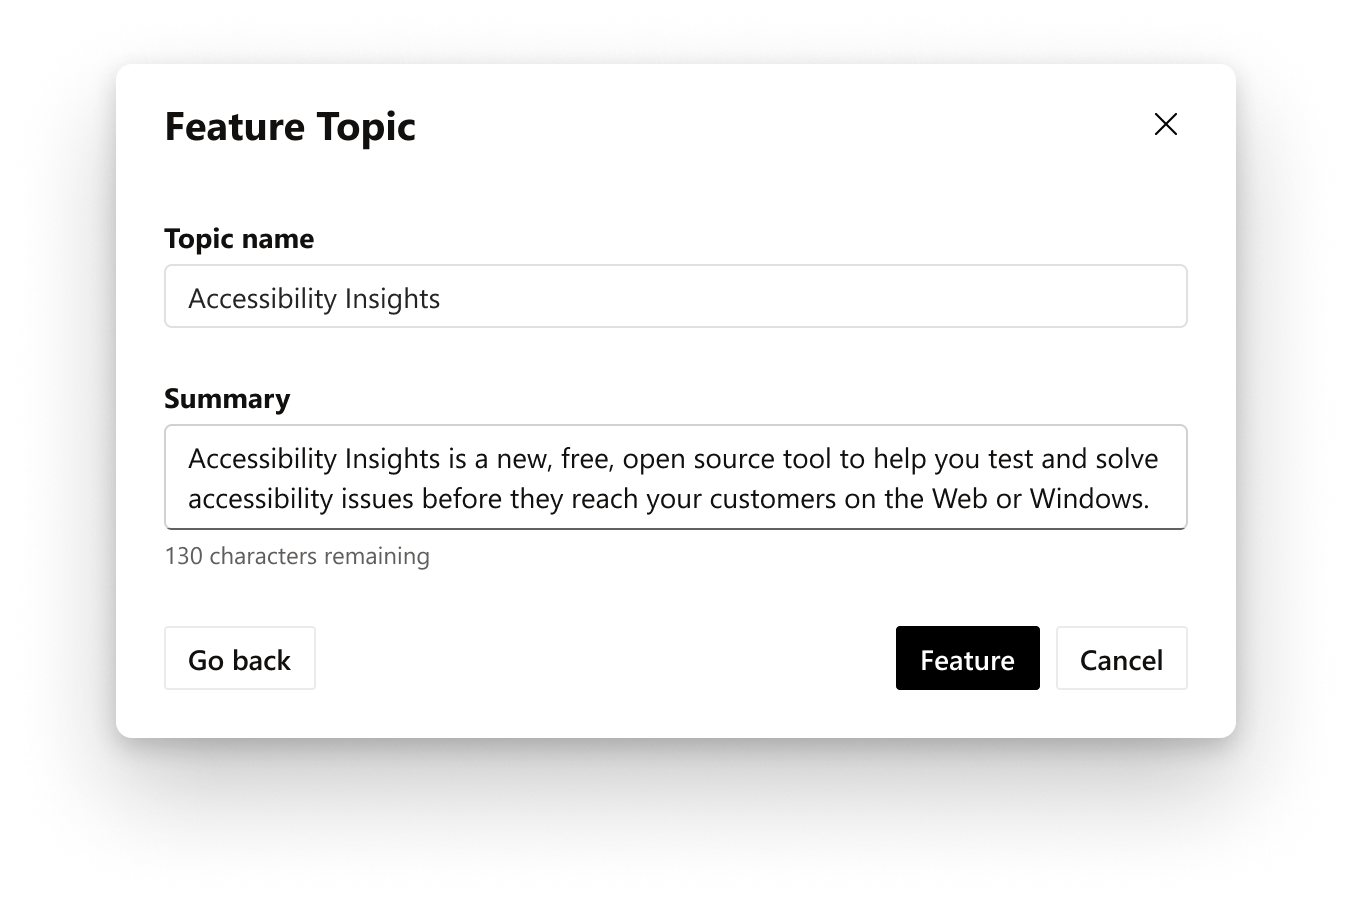 Feature Topic
Topic name
Accessibility Insights
Summary
Accessibility Insights is a new, free, open source tool to help you test and solve
accessibility issues before they reach your customers on the Web or Windows.
130 characters remaining
Go back
Feature
Cancel